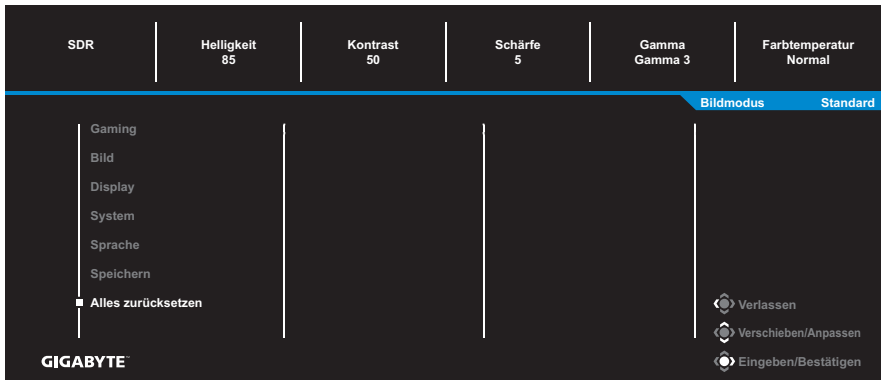 SDR
Helligkeit
85
Kontrast
50
Schärfe
5
Gamma
Gamma 3
Farbtemperatur
Normal
Bildmodus Standard
Gaming
Bild
Display
System
Sprache
Speichern
Alles zurücksetzen
Verlassen
Verschieben/Anpassen
Eingeben/Bestätigen
GIGABYTE™